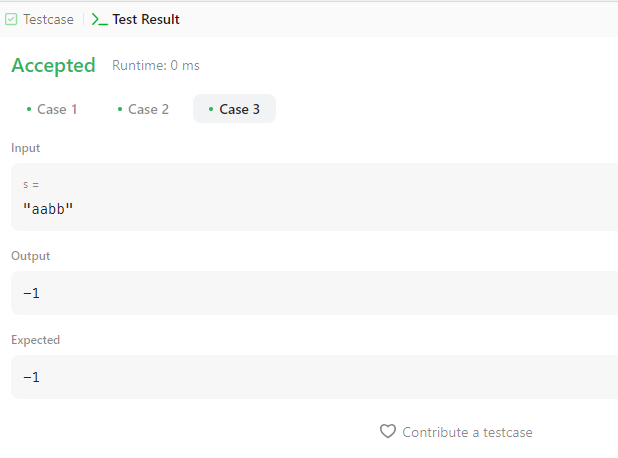 Testcase Test Result
Accepted Runtime: 0 ms
Case 1 Case 2 Case 3
Input
s =
"aabb"
Output
-1
Expected
-1
Contribute a testcase